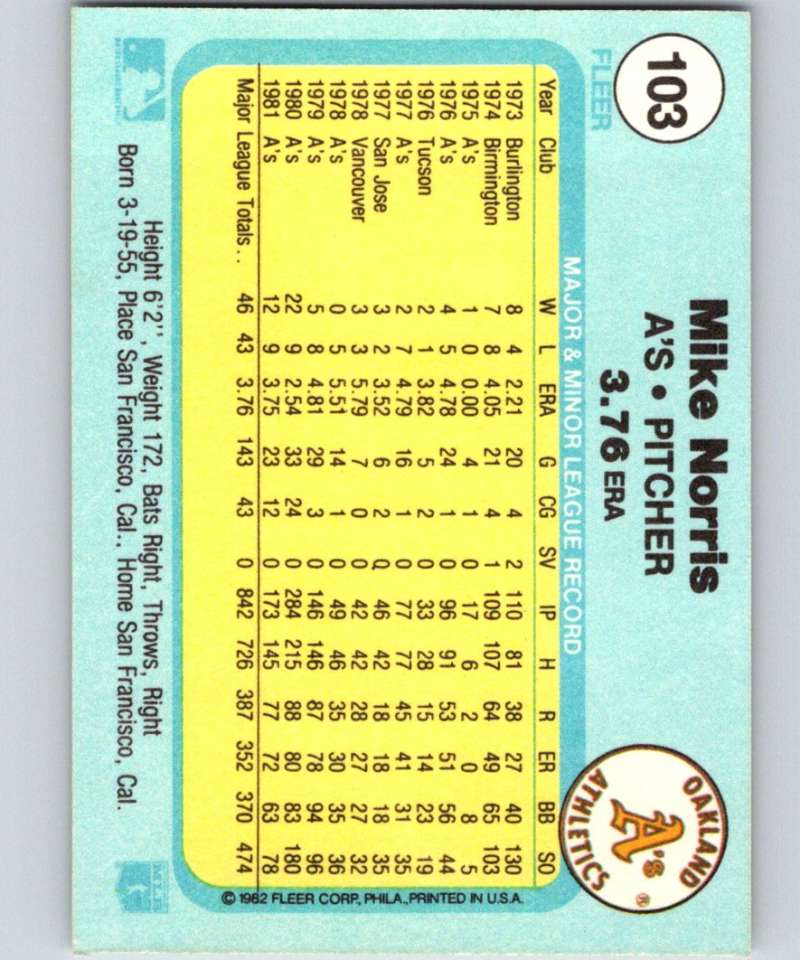 103
FLEER
Mike Norris
A'S • PITCHER
3.76 ERA
OAKLAND
A's
ATHLETICS
®
MAJOR & MINOR LEAGUE RECORD
Year Club W L ERA G CG SV IP H R ER BB SO
1973 Burlington 8 4 2.21 20 4 2 110 81 38 27 40 130
1974 Birmington 7 8 4.05 21 4 1 109 107 64 49 65 103
1975 A's 1 0 0.00 4 1 0 17 6 2 0 8 5
1976 A's 4 5 4.78 24 1 0 96 91 53 51 56 44
1976 Tucson 2 1 3.82 5 2 0 33 28 15 14 23 19
1977 A's 2 7 4.79 16 1 0 77 77 45 41 31 35
1977 San Jose 3 2 3.52 6 2 0 46 42 18 18 18 35
1978 Vancouver 3 3 5.79 7 0 0 42 42 28 27 27 32
1978 A's 0 5 5.51 14 1 0 49 46 35 30 35 36
1979 A's 5 8 4.81 29 3 0 146 146 87 78 94 96
1980 A's 22 9 2.54 33 24 0 284 215 88 80 83 180
1981 A's 12 9 3.75 23 12 0 173 145 77 72 63 78
Major League Totals . . 46 43 3.76 143 43 0 842 726 387 352 370 474
© 1982 FLEER CORP, PHILA., PRINTED IN U.S.A.
Height 6'2'', Weight 172, Bats Right, Throws, Right
Born 3-19-55, Place San Francisco, Cal., Home San Francisco, Cal.